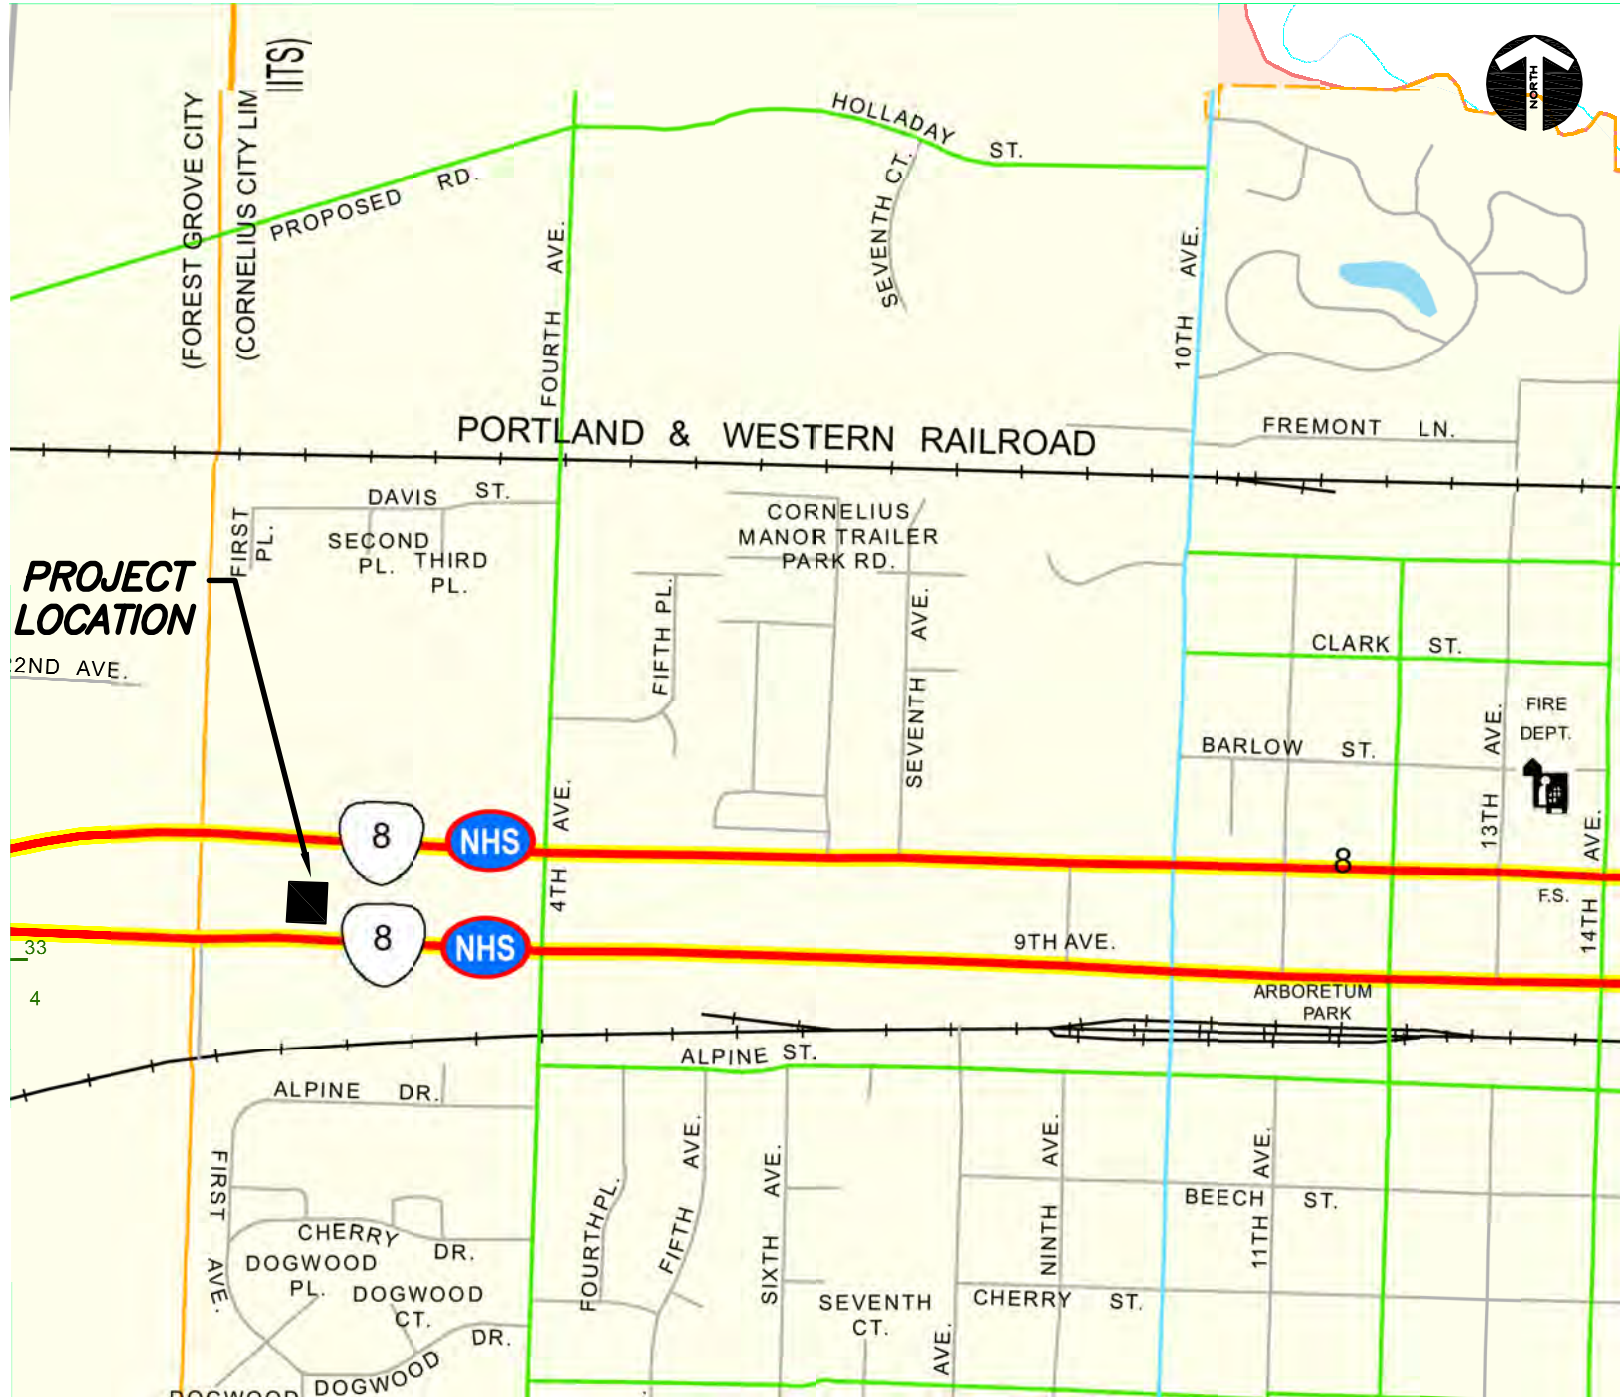 (FOREST GROVE CITY
(CORNELIUS CITY LIM
IITS)
NORTH
HOLLADAY ST.
SEVENTH CT.
PROPOSED RD.
FOURTH AVE.
10TH AVE.
PORTLAND & WESTERN RAILROAD
FREMONT LN.
DAVIS ST.
FIRST
PL.
SECOND
PL.
THIRD
PL.
CORNELIUS
MANOR TRAILER
PARK RD.
PROJECT
LOCATION
22ND AVE.
FIFTH PL.
SEVENTH AVE.
CLARK ST.
BARLOW ST.
13TH AVE.
FIRE
DEPT.
14TH AVE.
4TH AVE.
8
NHS
8
F.S.
8
NHS
9TH AVE.
33
4
ARBORETUM
PARK
ALPINE ST.
ALPINE DR.
FIRST AVE.
CHERRY DR.
DOGWOOD
PL.
DOGWOOD
CT.
DOGWOOD DR.
DOGWOOD
FOURTH PL.
FIFTH AVE.
SIXTH AVE.
SEVENTH
CT.
AVE.
NINTH AVE.
11TH AVE.
BEECH ST.
CHERRY ST.